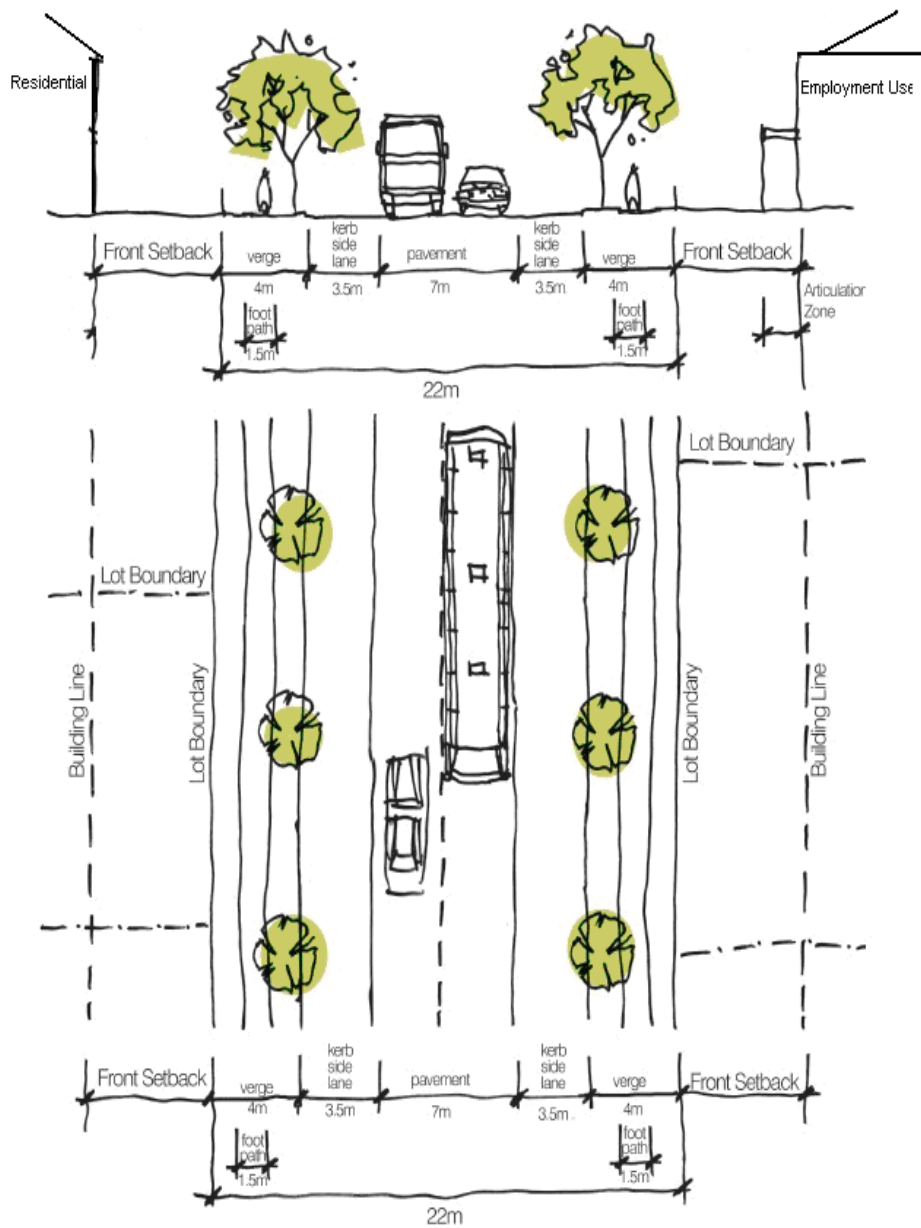 Residential
Employment Use
Front Setback
verge
kerb
side
lane
pavement
kerb
side
lane
verge
Front Setback
4m
3.5m
7m
3.5m
4m
Articulation
Zone
foot
path
1.5m
foot
path
1.5m
22m
Lot Boundary
Lot Boundary
Building Line
Lot Boundary
Lot Boundary
Building Line
Front Setback
verge
kerb
side
lane
pavement
kerb
side
lane
verge
Front Setback
4m
3.5m
7m
3.5m
4m
foot
path
1.5m
foot
path
1.5m
22m